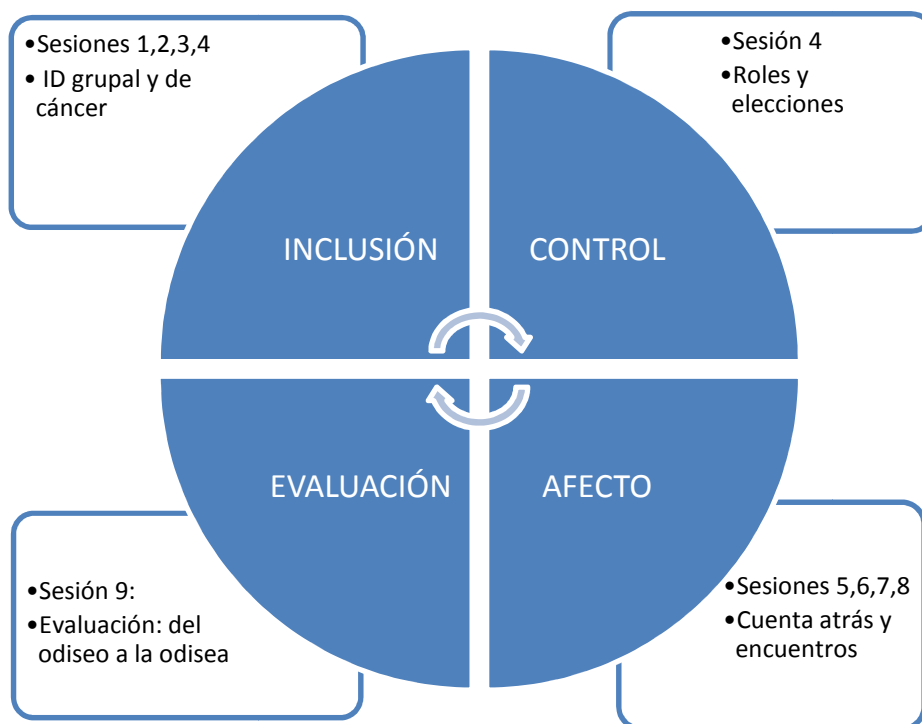 •Sesiones 1,2,3,4
• ID grupal y de
cáncer
•Sesión 4
•Roles y
elecciones
INCLUSIÓN
CONTROL
EVALUACIÓN
AFECTO
•Sesión 9:
•Evaluación: del
odiseo a la odisea
•Sesiones 5,6,7,8
•Cuenta atrás y
encuentros